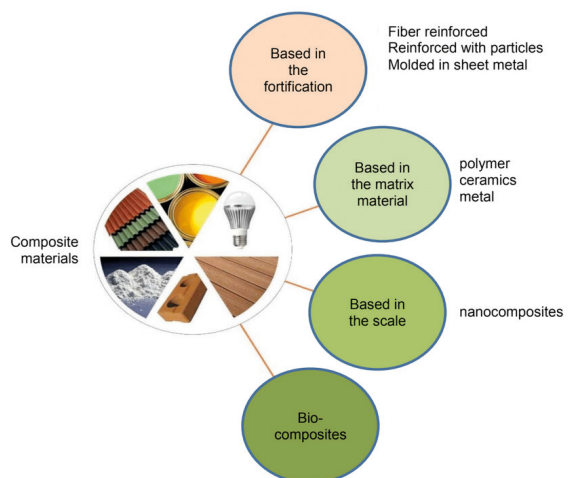 Based in
the
fortification
Fiber reinforced
Reinforced with particles
Molded in sheet metal
Based in
the matrix
material
polymer
ceramics
metal
Composite
materials
Based in
the scale
nanocomposites
Bio-
composites